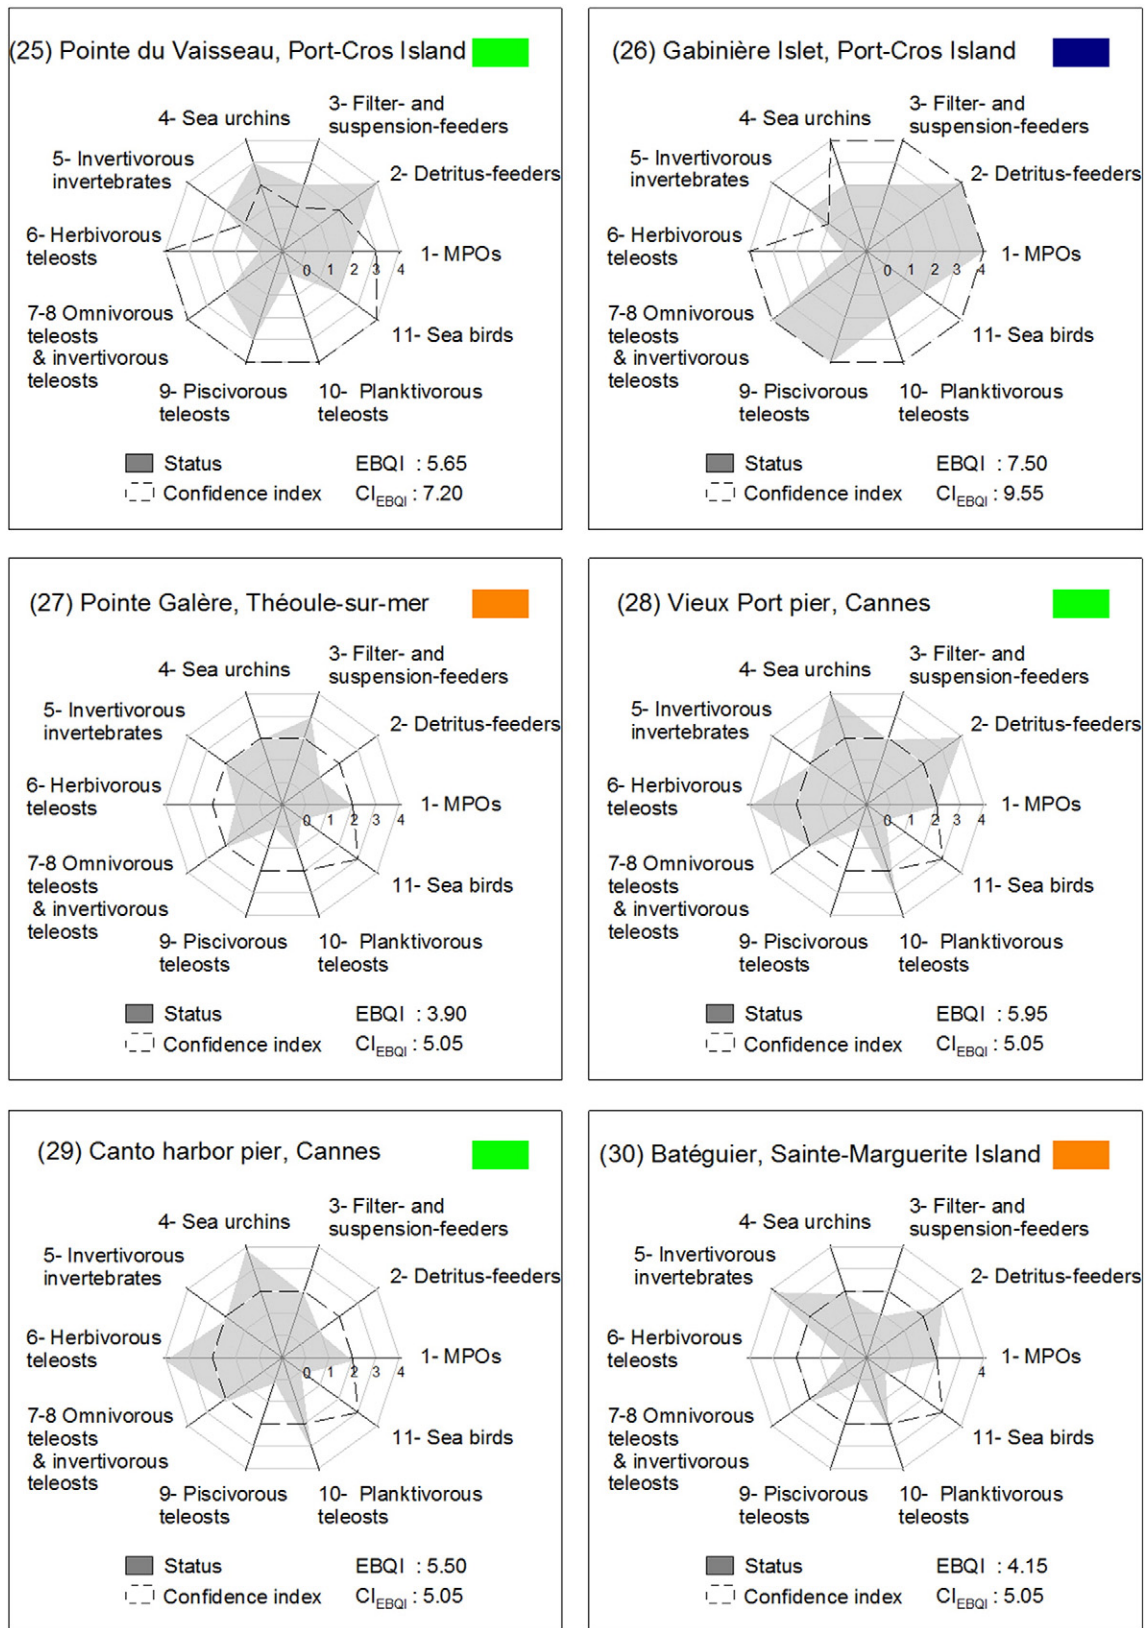 (25) Pointe du Vaisseau, Port-Cros Island
4- Sea urchins
3- Filter- and
suspension-feeders
5- Invertivorous
invertebrates
2- Detritus-feeders
6- Herbivorous
teleosts
1- MPOs
0 1 2 3 4
7-8 Omnivorous
teleosts
& invertivorous
teleosts
11- Sea birds
9- Piscivorous
teleosts
10- Planktivorous
teleosts
Status
EBQI : 5.65
Confidence index
CIEBQI : 7.20
(26) Gabinière Islet, Port-Cros Island
4- Sea urchins
3- Filter- and
suspension-feeders
5- Invertivorous
invertebrates
2- Detritus-feeders
6- Herbivorous
teleosts
1- MPOs
0 1 2 3 4
7-8 Omnivorous
teleosts
& invertivorous
teleosts
11- Sea birds
9- Piscivorous
teleosts
10- Planktivorous
teleosts
Status
EBQI : 7.50
Confidence index
CIEBQI : 9.55
(27) Pointe Galère, Théoule-sur-mer
4- Sea urchins
3- Filter- and
suspension-feeders
5- Invertivorous
invertebrates
2- Detritus-feeders
6- Herbivorous
teleosts
1- MPOs
0 1 2 3 4
7-8 Omnivorous
teleosts
& invertivorous
teleosts
11- Sea birds
9- Piscivorous
teleosts
10- Planktivorous
teleosts
Status
EBQI : 3.90
Confidence index
CIEBQI : 5.05
(28) Vieux Port pier, Cannes
4- Sea urchins
3- Filter- and
suspension-feeders
5- Invertivorous
invertebrates
2- Detritus-feeders
6- Herbivorous
teleosts
1- MPOs
0 1 2 3 4
7-8 Omnivorous
teleosts
& invertivorous
teleosts
11- Sea birds
9- Piscivorous
teleosts
10- Planktivorous
teleosts
Status
EBQI : 5.95
Confidence index
CIEBQI : 5.05
(29) Canto harbor pier, Cannes
4- Sea urchins
3- Filter- and
suspension-feeders
5- Invertivorous
invertebrates
2- Detritus-feeders
6- Herbivorous
teleosts
1- MPOs
0 1 2 3 4
7-8 Omnivorous
teleosts
& invertivorous
teleosts
11- Sea birds
9- Piscivorous
teleosts
10- Planktivorous
teleosts
Status
EBQI : 5.50
Confidence index
CIEBQI : 5.05
(30) Batéguier, Sainte-Marguerite Island
4- Sea urchins
3- Filter- and
suspension-feeders
5- Invertivorous
invertebrates
2- Detritus-feeders
6- Herbivorous
teleosts
1- MPOs
4
7-8 Omnivorous
teleosts
& invertivorous
teleosts
11- Sea birds
9- Piscivorous
teleosts
10- Planktivorous
teleosts
Status
EBQI : 4.15
Confidence index
CIEBQI : 5.05